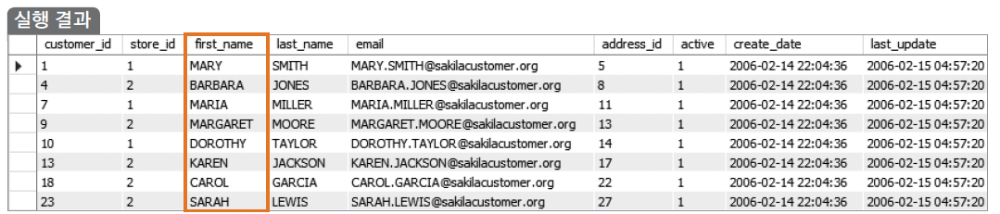 실행 결과
customer_id store_id first_name last_name email address_id active create_date last_update
1 1 MARY SMITH MARY.SMITH@sakilacustomer.org 5 1 2006-02-14 22:04:36 2006-02-15 04:57:20
4 2 BARBARA JONES BARBARA.JONES@sakilacustomer.org 8 1 2006-02-14 22:04:36 2006-02-15 04:57:20
7 1 MARIA MILLER MARIA.MILLER@sakilacustomer.org 11 1 2006-02-14 22:04:36 2006-02-15 04:57:20
9 2 MARGARET MOORE MARGARET.MOORE@sakilacustomer.org 13 1 2006-02-14 22:04:36 2006-02-15 04:57:20
10 1 DOROTHY TAYLOR DOROTHY.TAYLOR@sakilacustomer.org 14 1 2006-02-14 22:04:36 2006-02-15 04:57:20
13 2 KAREN JACKSON KAREN.JACKSON@sakilacustomer.org 17 1 2006-02-14 22:04:36 2006-02-15 04:57:20
18 2 CAROL GARCIA CAROL.GARCIA@sakilacustomer.org 22 1 2006-02-14 22:04:36 2006-02-15 04:57:20
23 2 SARAH LEWIS SARAH.LEWIS@sakilacustomer.org 27 1 2006-02-14 22:04:36 2006-02-15 04:57:20